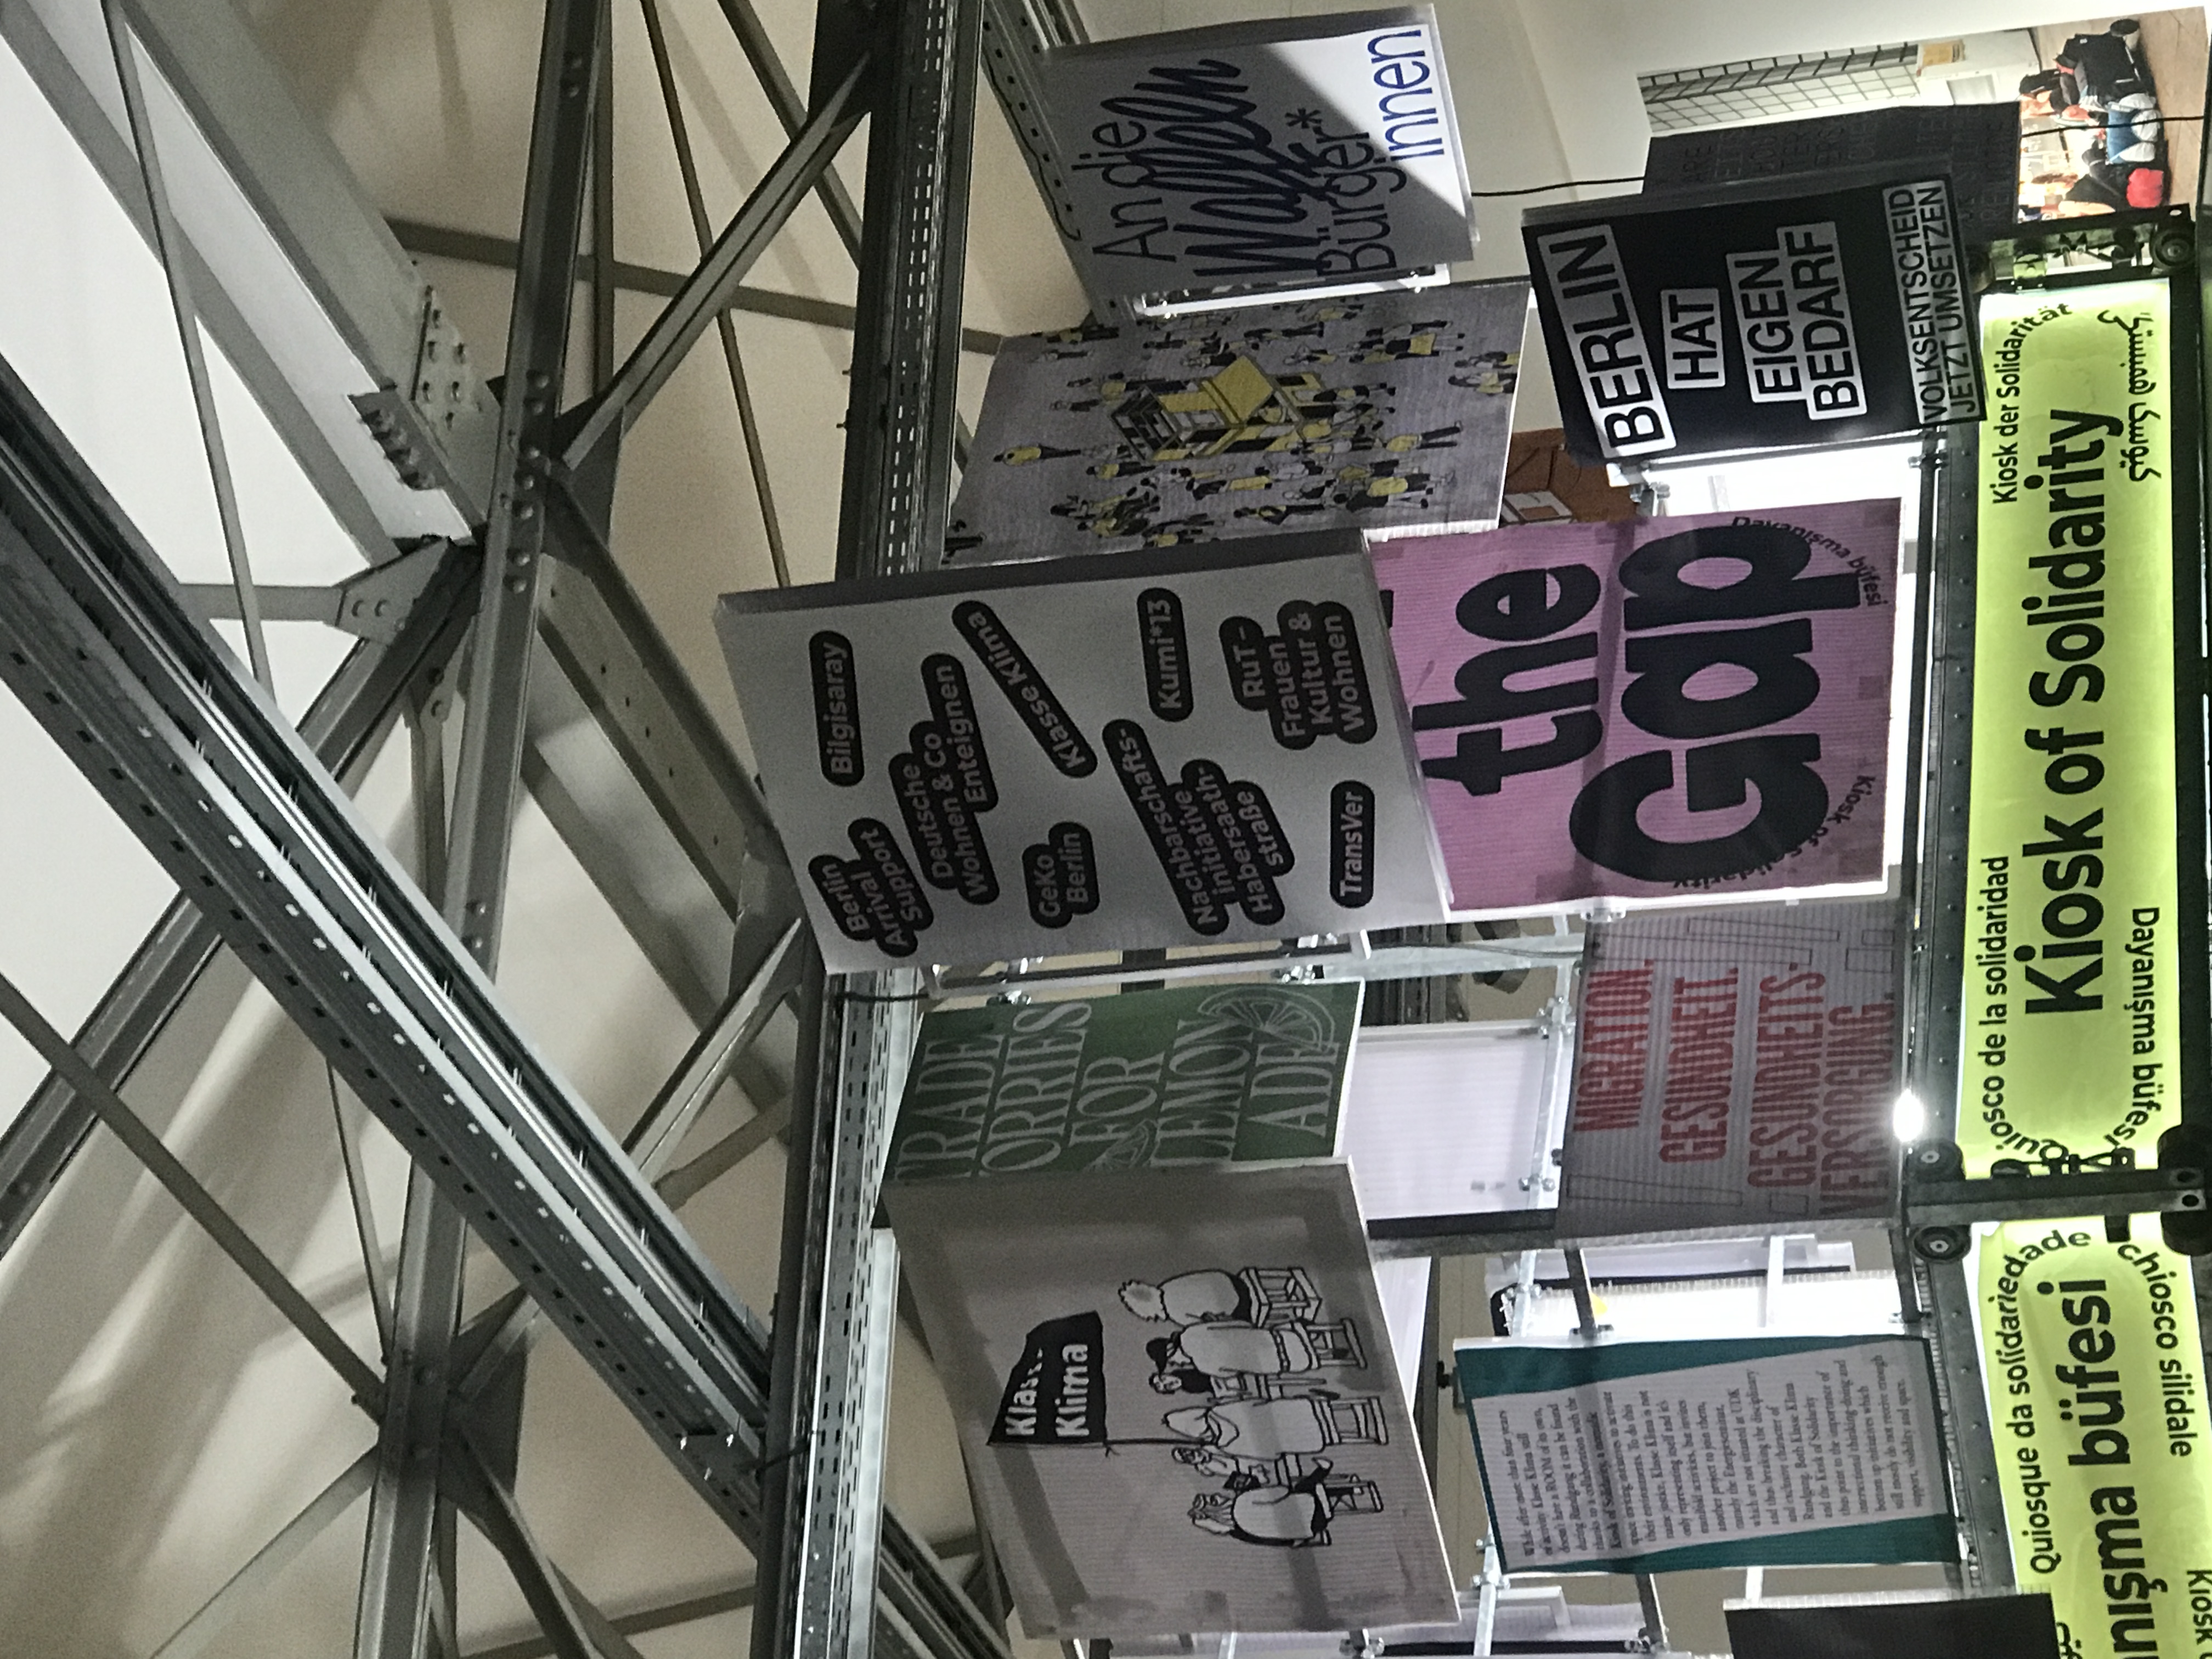 Klasse
Klima
TRADE
WORRIES
FOR
LEMON
ADE
Berlin
Arrival
Support
Bilgisaray
Deutsche
Wohnen & Co
Enteignen
GeKo
Berlin
Klasse Klima
Nachbarschafts-
initiative
Habersaath-
straße
Kumi*13
RuT-
Frauen
Kultur &
Wohnen
TransVer
An die
Waffeln
Bürger*
innen
While after more than four years
of activity Klasse Klima still
doesn't have a ROOM of its own,
during Rundgang it can be found
thanks to a collaboration with the
Kiosk of Solidarity, a nomadic
space inviting initiatives to activate
their environments. To do this
name justice, Klasse Klima is not
only representing itself and it's
manifold activities, but invites
another project to join them,
namely the Energieseminar,
which are not situated at UDK
and thus breaking the disciplinary
and exclusive character of
Rundgang. Both Klasse Klima
and the Kiosk of Solidarity
thus point to the importance of
intersectional thinking-doing and
bottom up initiatives which
still mostly do not receive enough
support, visibility and space.
MIGRATION.
GESUNDHEIT.
GESUNDHEITS-
VERSORGUNG.
the
Gap
Kiosk of Solidarity
Dayanışma büfesi
BERLIN
HAT
EIGEN
BEDARF
VOLKSENTSCHEID
JETZT UMSETZEN
Quiosque da solidariedade
nışma büfesi
chiosco silidale
Kiosk
Quiosco de la solidaridad
Kiosk der Solidarität
Kiosk of Solidarity
Dayanışma büfesi